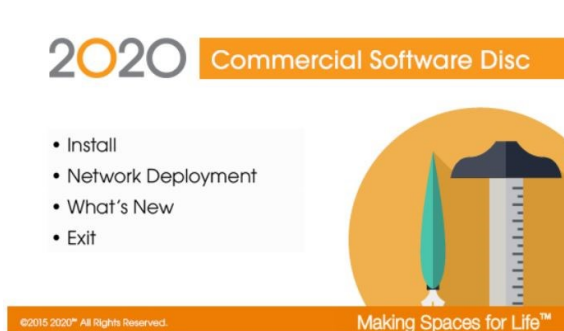 2020 Commercial Software Disc
• Install
• Network Deployment
• What's New
• Exit
©2015 2020™ All Rights Reserved.
Making Spaces for Life™